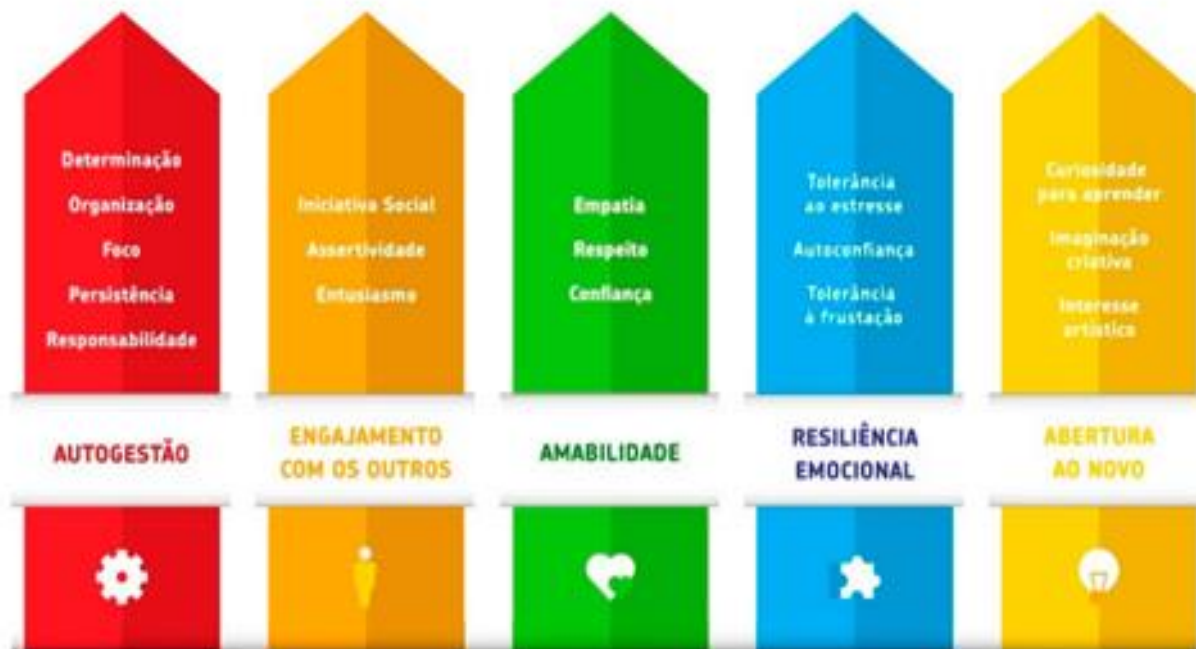 Determinação
Organização
Foco
Persistência
Responsabilidade
AUTOGESTÃO
Iniciativa Social
Assertividade
Entusiasmo
ENGAJAMENTO
COM OS OUTROS
Empatia
Respeito
Confiança
AMABILIDADE
Tolerância
ao estresse
Autoconfiança
Tolerância
à frustação
RESILIÊNCIA
EMOCIONAL
Curiosidade
para aprender
Imaginação
criativa
Interesse
artístico
ABERTURA
AO NOVO